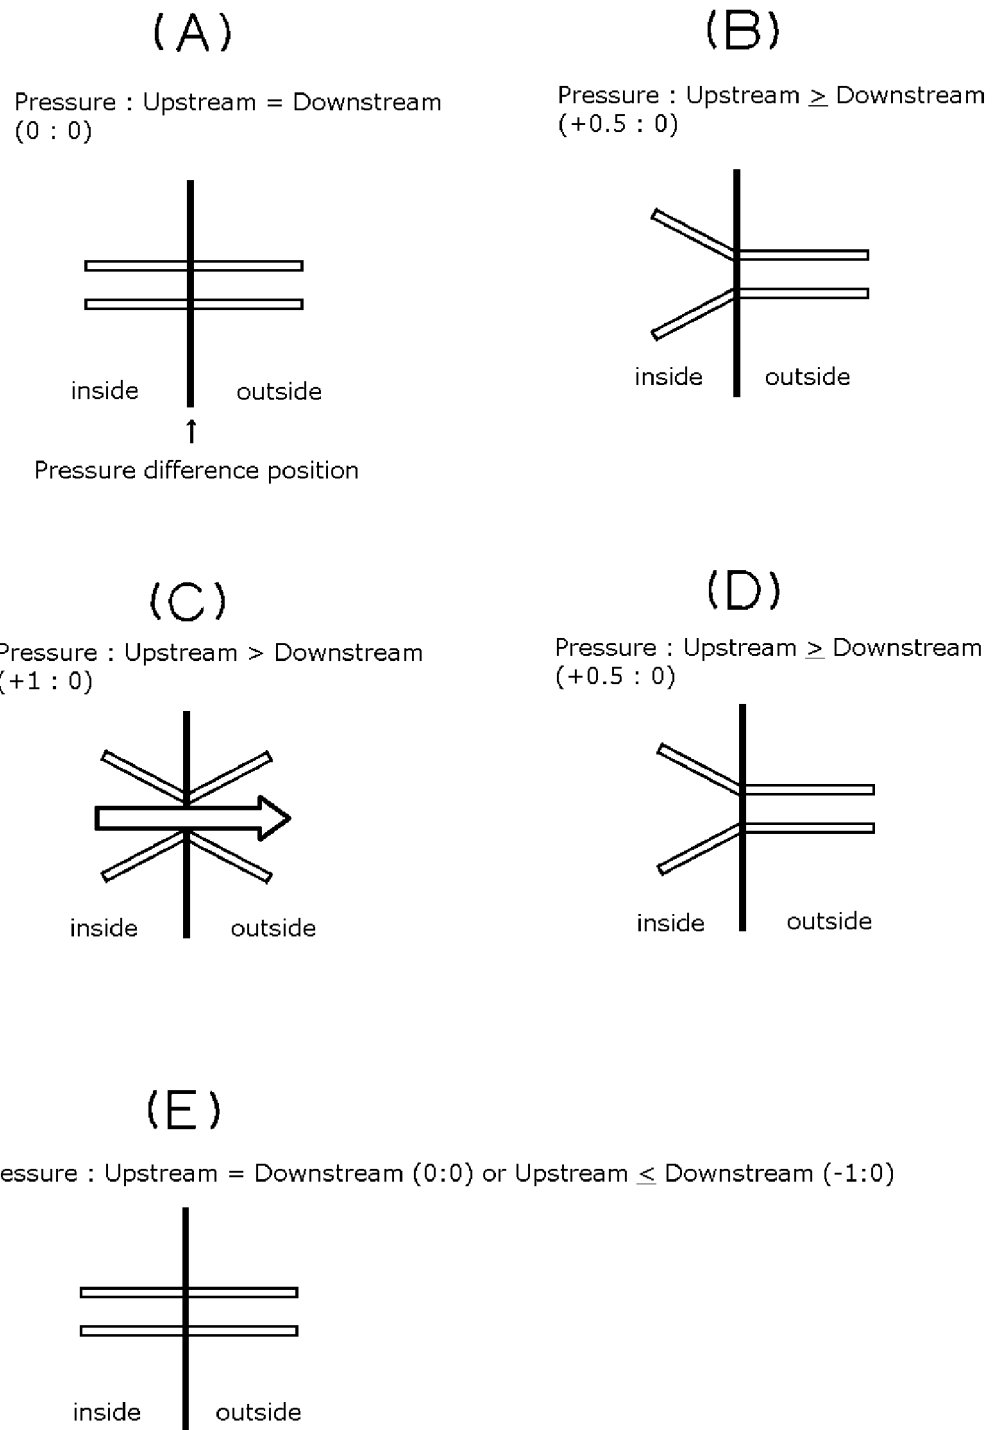 (A)
Pressure : Upstream = Downstream
(0 : 0)
inside outside
↑
Pressure difference position
(B)
Pressure : Upstream ≥ Downstream
(+0.5 : 0)
inside outside
(C)
Pressure : Upstream > Downstream
(+1 : 0)
inside outside
(D)
Pressure : Upstream ≥ Downstream
(+0.5 : 0)
inside outside
(E)
essure : Upstream = Downstream (0:0) or Upstream ≤ Downstream (-1:0)
inside outside